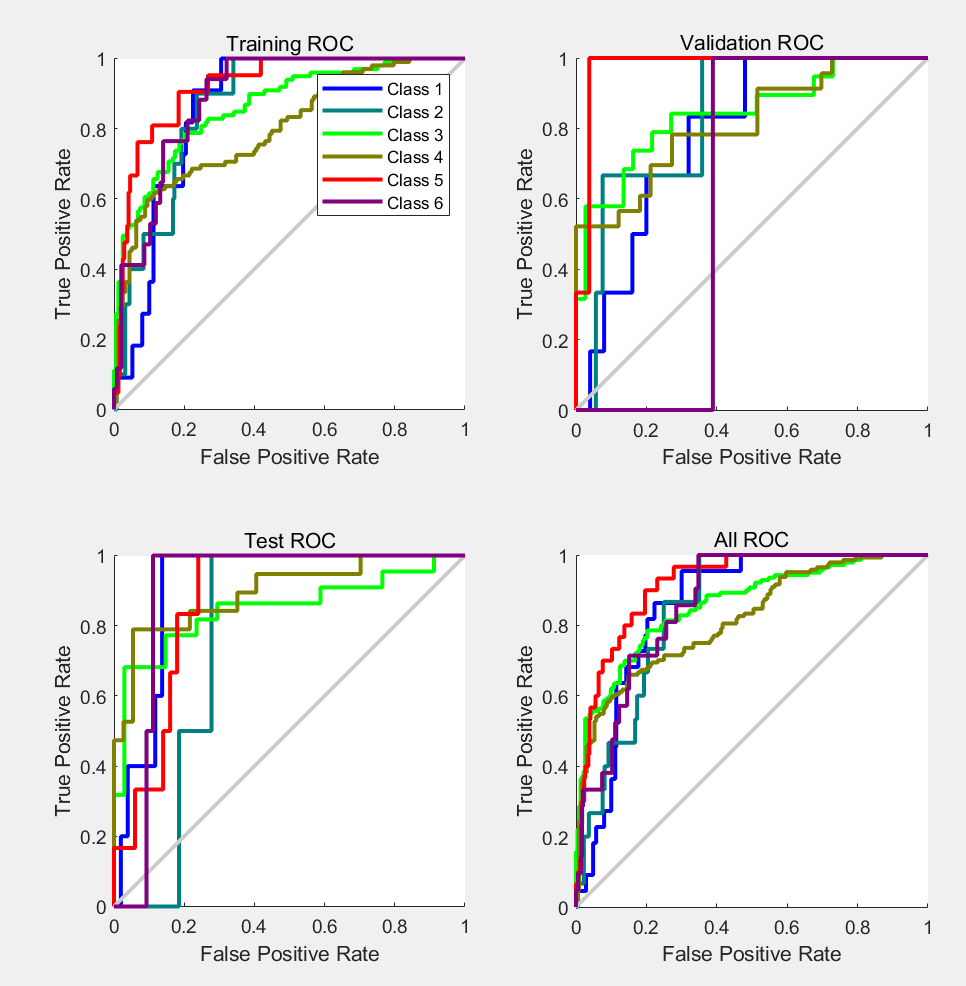 Training ROC
1
0.8
0.6
0.4
0.2
0
0 0.2 0.4 0.6 0.8 1
True Positive Rate
False Positive Rate
Class 1
Class 2
Class 3
Class 4
Class 5
Class 6
Validation ROC
1
0.8
0.6
0.4
0.2
0
0 0.2 0.4 0.6 0.8 1
True Positive Rate
False Positive Rate
Test ROC
1
0.8
0.6
0.4
0.2
0
0 0.2 0.4 0.6 0.8 1
True Positive Rate
False Positive Rate
All ROC
1
0.8
0.6
0.4
0.2
0
0 0.2 0.4 0.6 0.8 1
True Positive Rate
False Positive Rate